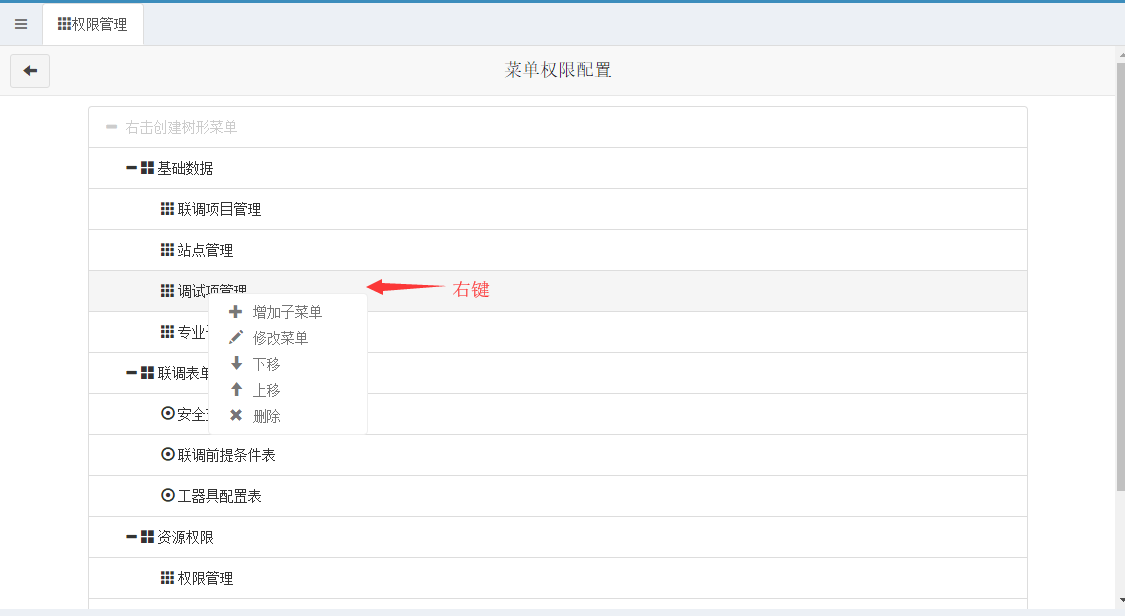 权限管理
菜单权限配置
右击创建树形菜单
基础数据
联调项目管理
站点管理
调试项管理
右键
增加子菜单
专业
修改菜单
下移
联调表单
上移
安全
删除
联调前提条件表
工器具配置表
资源权限
权限管理